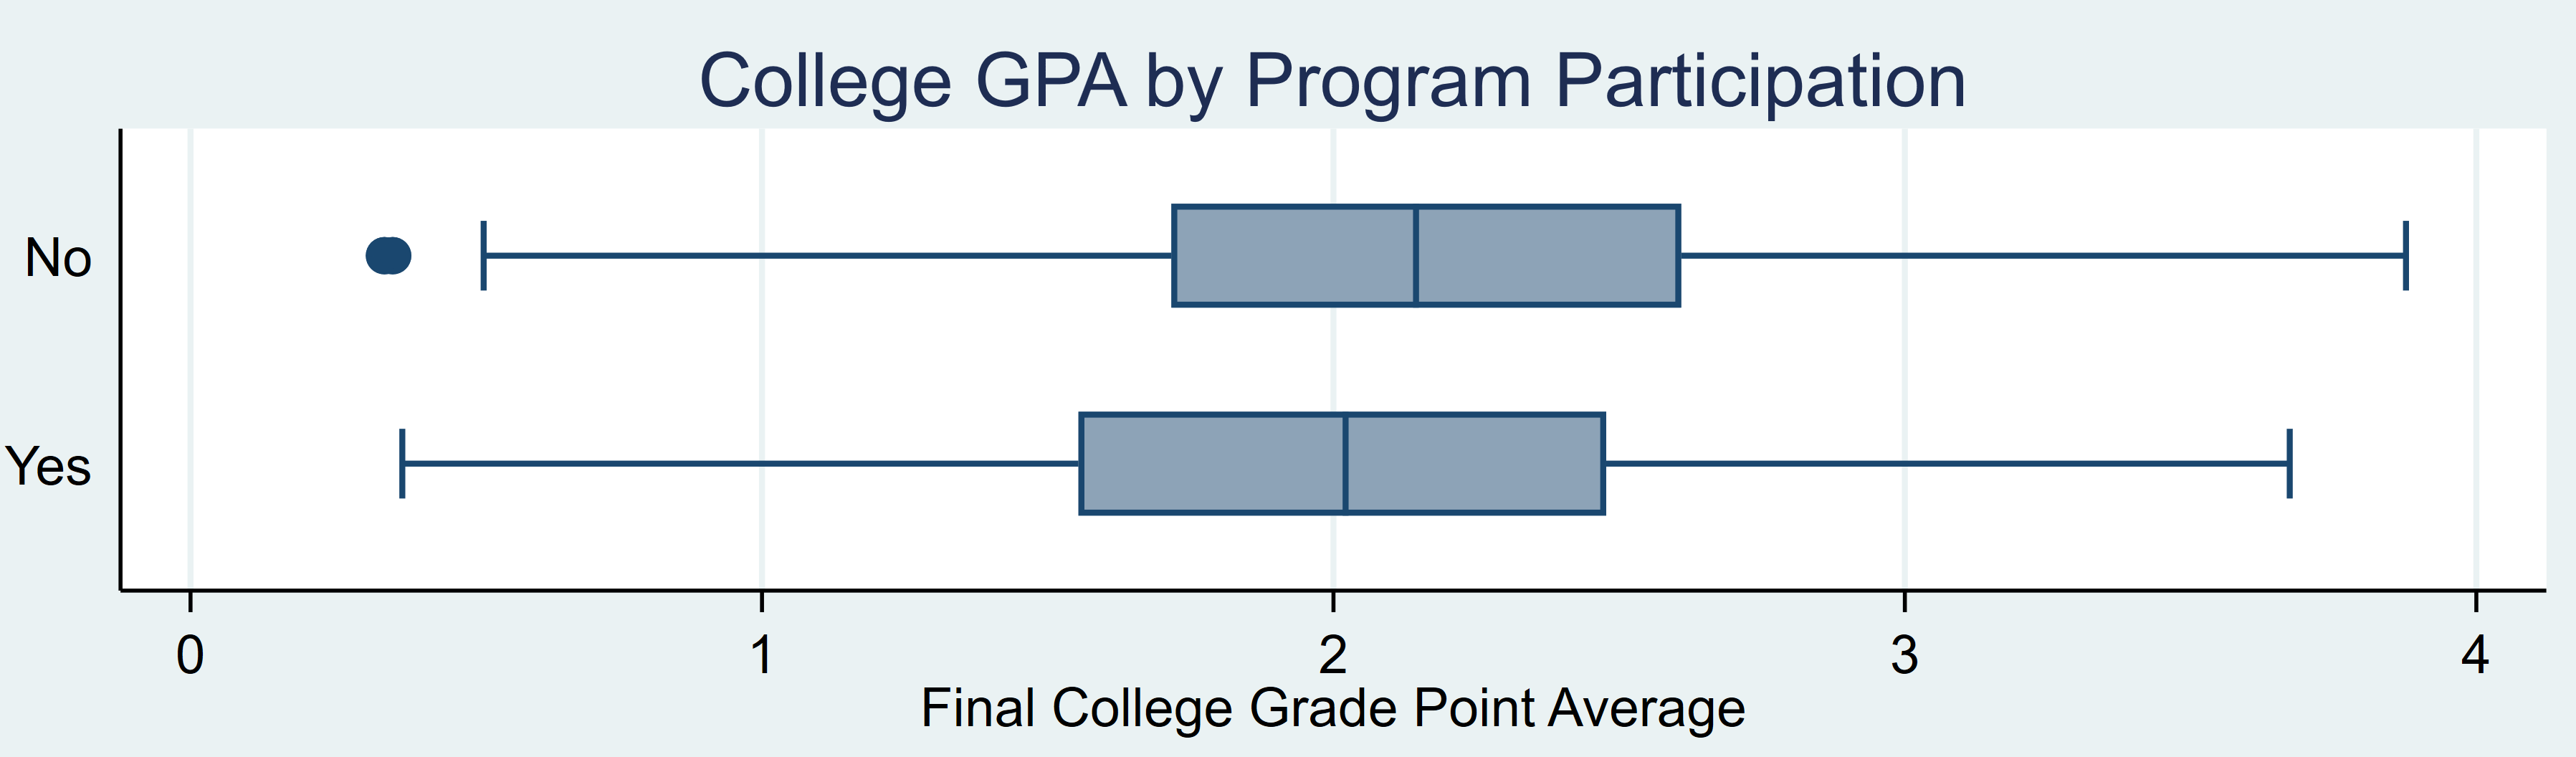 College GPA by Program Participation
No
Yes
0 1 2 3 4
Final College Grade Point Average